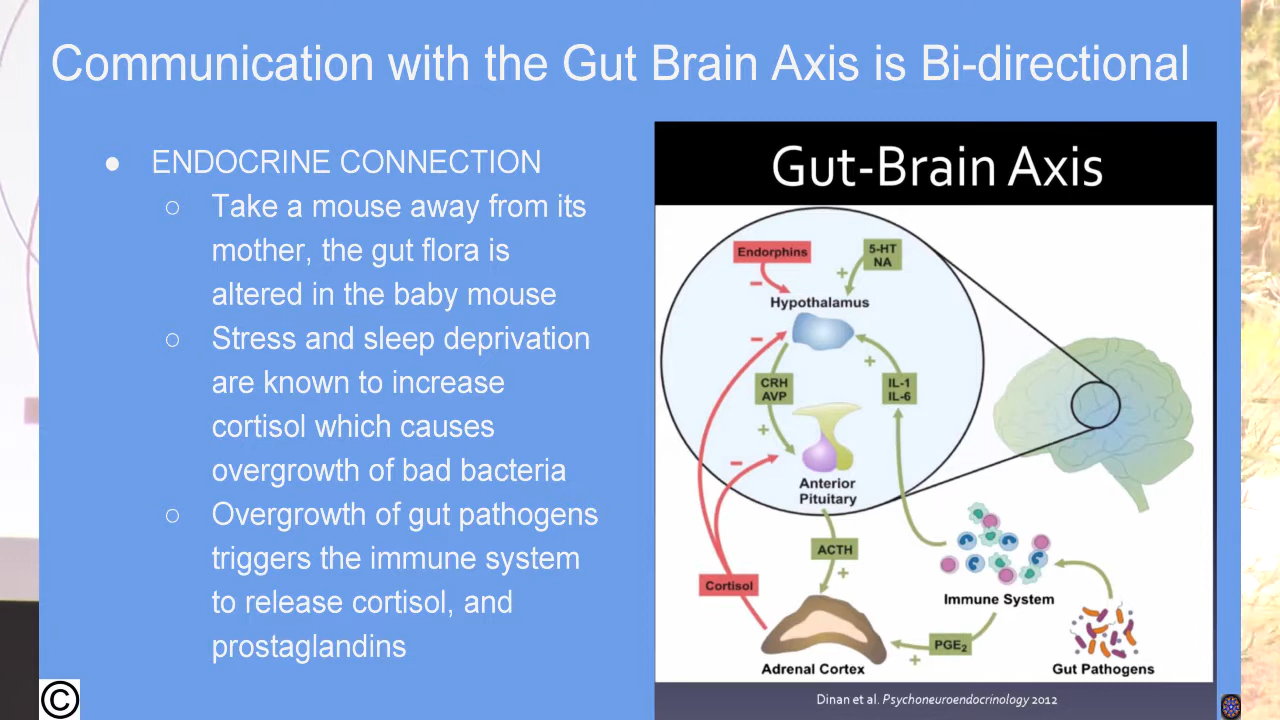 Communication with the Gut Brain Axis is Bi-directional
● ENDOCRINE CONNECTION
○ Take a mouse away from its
mother, the gut flora is
altered in the baby mouse
○ Stress and sleep deprivation
are known to increase
cortisol which causes
overgrowth of bad bacteria
○ Overgrowth of gut pathogens
triggers the immune system
to release cortisol, and
prostaglandins
Gut-Brain Axis
Endorphins
5-HT
NA
+
−
Hypothalamus
−
+
CRH
AVP
IL-1
IL-6
+
−
Anterior
Pituitary
ACTH
+
Cortisol
Immune System
PGE₂
+
Adrenal Cortex
Gut Pathogens
Dinan et al. Psychoneuroendocrinology 2012
©